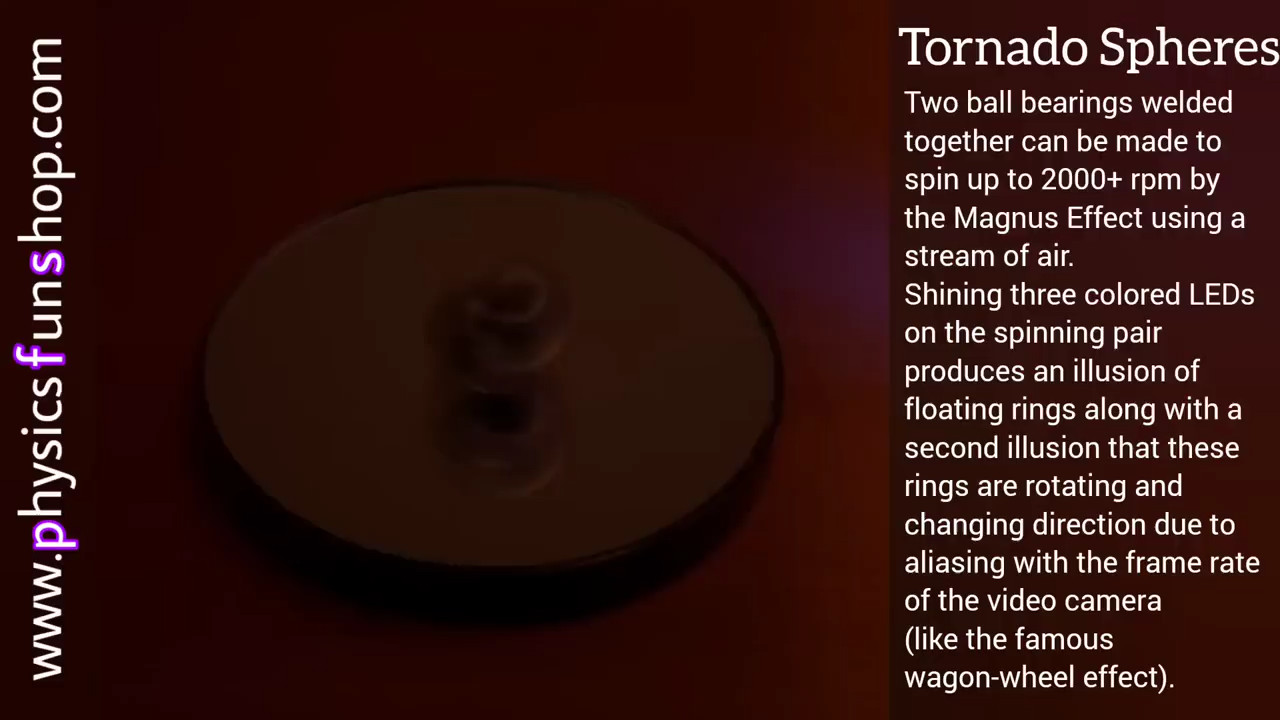 www.physicsfunshop.com
Tornado Spheres
Two ball bearings welded
together can be made to
spin up to 2000+ rpm by
the Magnus Effect using a
stream of air.
Shining three colored LEDs
on the spinning pair
produces an illusion of
floating rings along with a
second illusion that these
rings are rotating and
changing direction due to
aliasing with the frame rate
of the video camera
(like the famous
wagon-wheel effect).